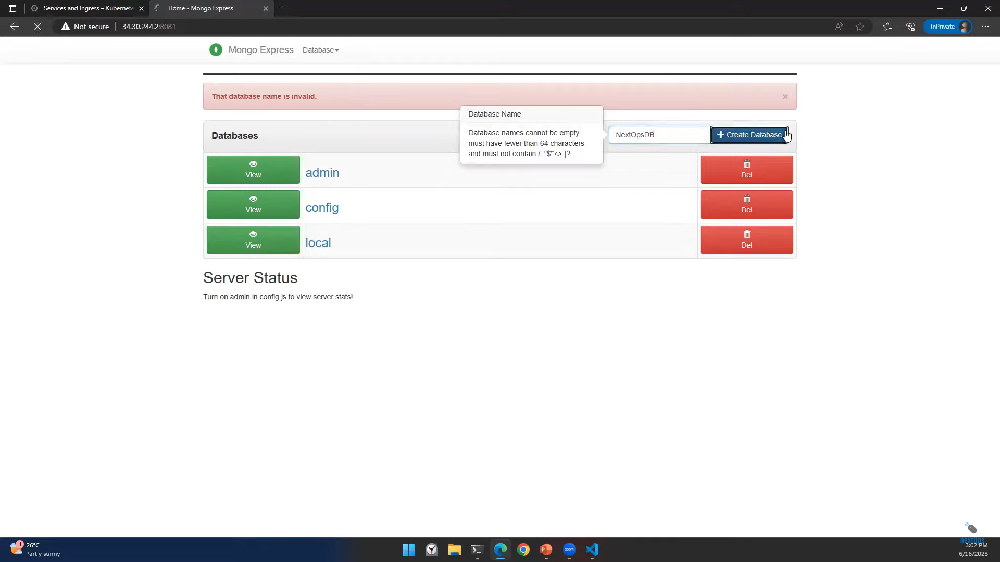 Services and Ingress – Kubernete
Home - Mongo Express
Not secure
34.30.244.2:8081
InPrivate
Mongo Express
Database
That database name is invalid.
Database Name
Database names cannot be empty,
must have fewer than 64 characters
and must not contain /. "$*<>:|?
Databases
NextOpsDB
Create Database
View
admin
Del
View
config
Del
View
local
Del
Server Status
Turn on admin in config.js to view server stats!
1
26°C
Partly sunny
P
zoom
nextOps
3:02 PM
6/16/2023